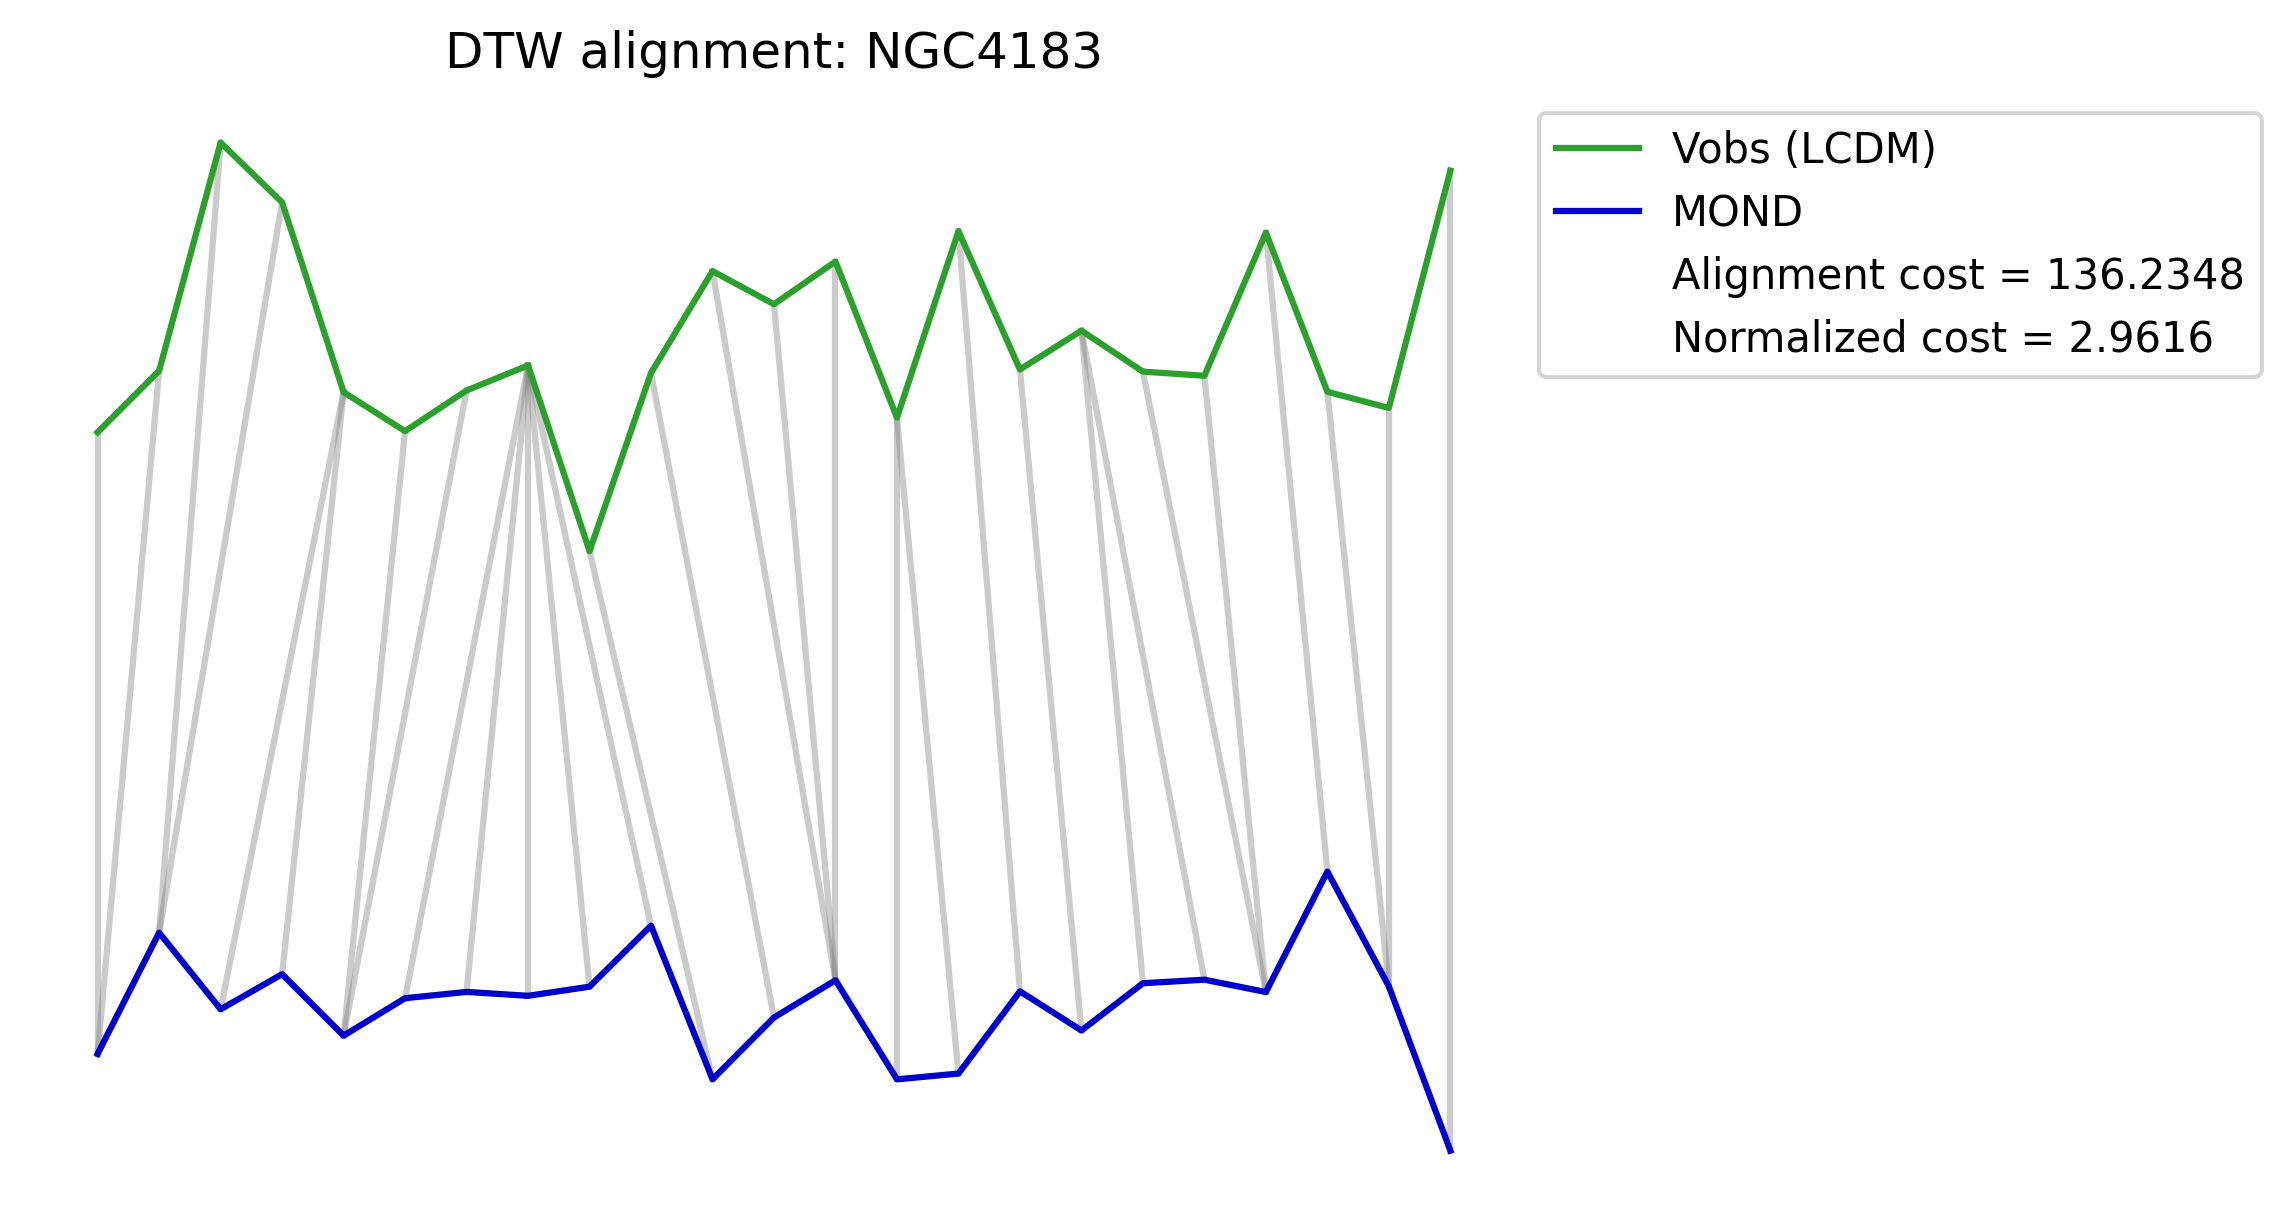 DTW alignment: NGC4183
Vobs (LCDM)
MOND
Alignment cost = 136.2348
Normalized cost = 2.9616